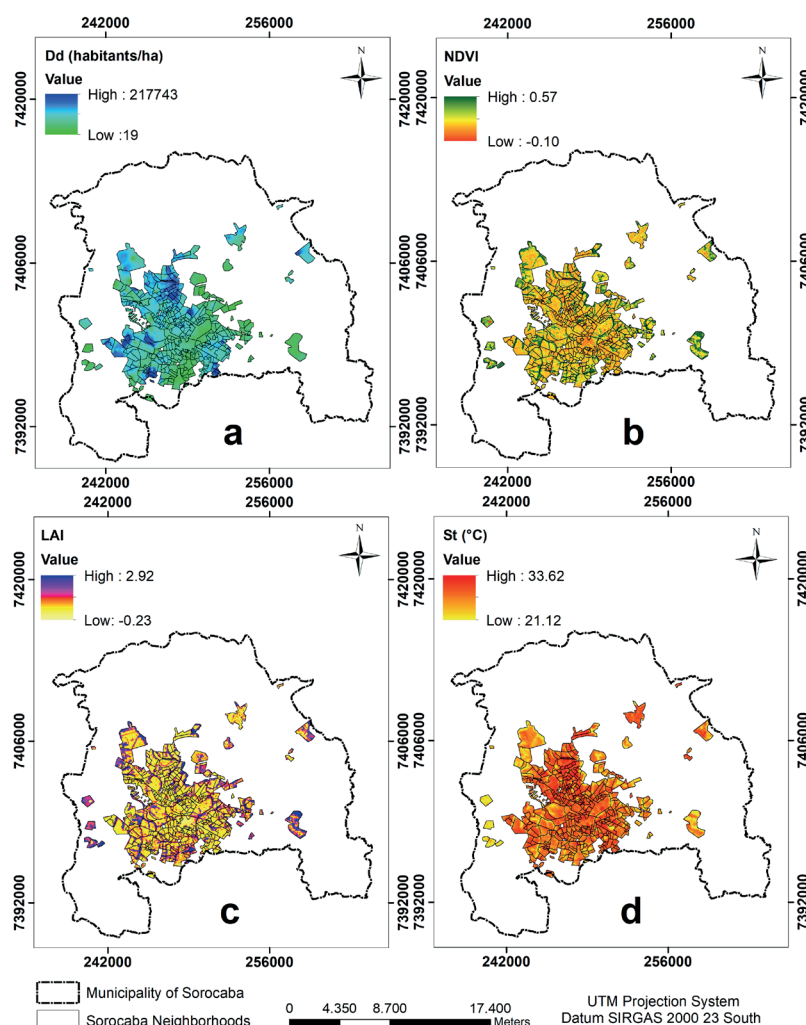 242000 256000
Dd (habitants/ha)
Value
High : 217743
Low :19
N
7420000
7406000
7392000
a
242000 256000
242000 256000
NDVI
Value
High : 0.57
Low : -0.10
N
7420000
7406000
7392000
b
242000 256000
LAI
Value
High : 2.92
Low: -0.23
N
7420000
7406000
7392000
c
242000 256000
St (°C)
Value
High : 33.62
Low : 21.12
N
7420000
7406000
7392000
d
242000 256000
Municipality of Sorocaba
Sorocaba Neighborhoods
0 4.350 8.700 17.400
Meters
UTM Projection System
Datum SIRGAS 2000 23 South